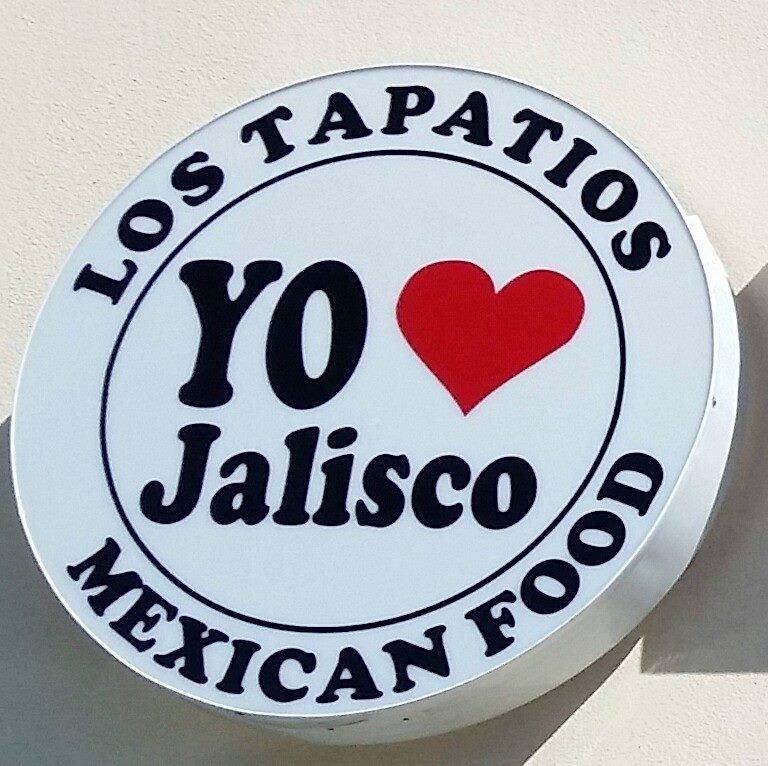 LOS TAPATIOS
YO
Jalisco
MEXICAN FOOD